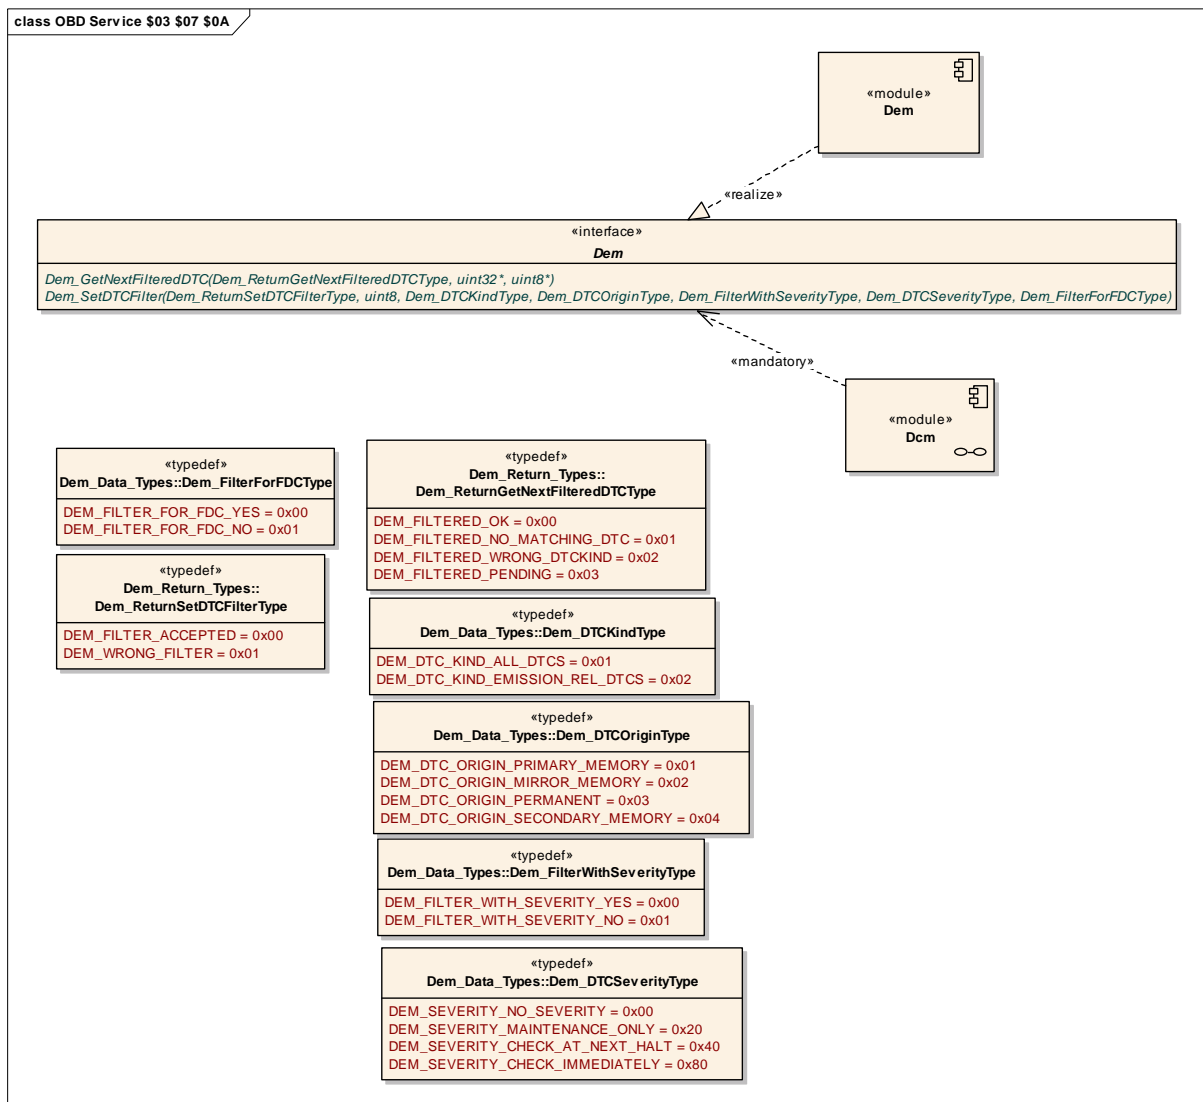 class OBD Service $03 $07 $0A
«module»
Dem
«realize»
«interface»
Dem
Dem_GetNextFilteredDTC(Dem_ReturnGetNextFilteredDTCType, uint32*, uint8*)
Dem_SetDTCFilter(Dem_ReturnSetDTCFilterType, uint8, Dem_DTCKindType, Dem_DTCOriginType, Dem_FilterWithSeverityType, Dem_DTCSeverityType, Dem_FilterForFDCType)
«mandatory»
«module»
Dcm
«typedef»
Dem_Data_Types::Dem_FilterForFDCType
DEM_FILTER_FOR_FDC_YES = 0x00
DEM_FILTER_FOR_FDC_NO = 0x01
«typedef»
Dem_Return_Types::
Dem_ReturnSetDTCFilterType
DEM_FILTER_ACCEPTED = 0x00
DEM_WRONG_FILTER = 0x01
«typedef»
Dem_Return_Types::
Dem_ReturnGetNextFilteredDTCType
DEM_FILTERED_OK = 0x00
DEM_FILTERED_NO_MATCHING_DTC = 0x01
DEM_FILTERED_WRONG_DTCKIND = 0x02
DEM_FILTERED_PENDING = 0x03
«typedef»
Dem_Data_Types::Dem_DTCKindType
DEM_DTC_KIND_ALL_DTCS = 0x01
DEM_DTC_KIND_EMISSION_REL_DTCS = 0x02
«typedef»
Dem_Data_Types::Dem_DTCOriginType
DEM_DTC_ORIGIN_PRIMARY_MEMORY = 0x01
DEM_DTC_ORIGIN_MIRROR_MEMORY = 0x02
DEM_DTC_ORIGIN_PERMANENT = 0x03
DEM_DTC_ORIGIN_SECONDARY_MEMORY = 0x04
«typedef»
Dem_Data_Types::Dem_FilterWithSeverityType
DEM_FILTER_WITH_SEVERITY_YES = 0x00
DEM_FILTER_WITH_SEVERITY_NO = 0x01
«typedef»
Dem_Data_Types::Dem_DTCSeverityType
DEM_SEVERITY_NO_SEVERITY = 0x00
DEM_SEVERITY_MAINTENANCE_ONLY = 0x20
DEM_SEVERITY_CHECK_AT_NEXT_HALT = 0x40
DEM_SEVERITY_CHECK_IMMEDIATELY = 0x80